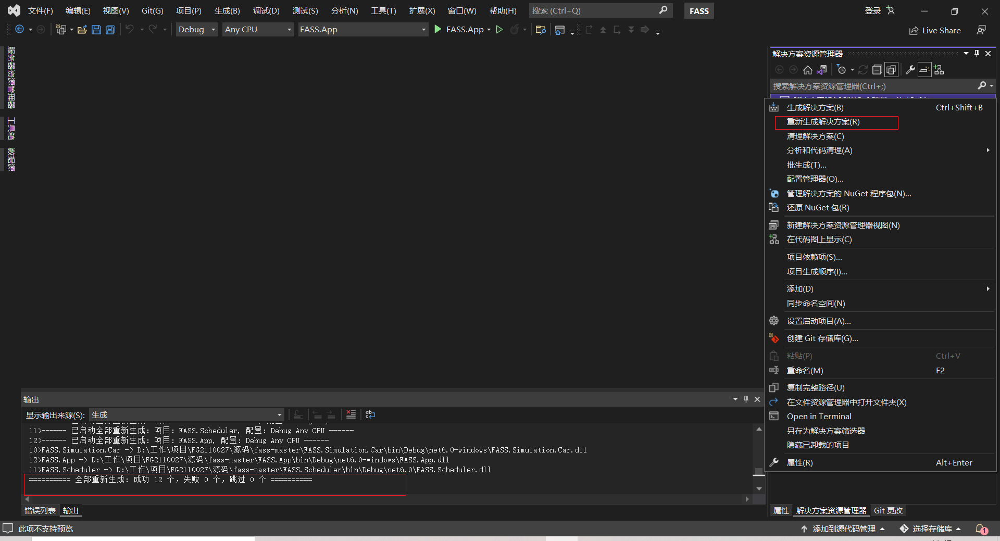 文件(F) 编辑(E) 视图(V) Git(G) 项目(P) 生成(B) 调试(D) 测试(S) 分析(N) 工具(T) 扩展(X) 窗口(W) 帮助(H) 搜索 (Ctrl+Q) FASS 登录
Debug Any CPU FASS.App FASS.App Live Share
服务器资源管理器
工具箱
数据源
解决方案资源管理器
搜索解决方案资源管理器(Ctrl+;)
生成解决方案(B) Ctrl+Shift+B
重新生成解决方案(R)
清理解决方案(C)
分析和代码清理(A)
批生成(T)...
配置管理器(O)...
管理解决方案的 NuGet 程序包(N)...
还原 NuGet 包(R)
新建解决方案资源管理器视图(N)
在代码图上显示(C)
项目依赖项(S)...
项目生成顺序(I)...
添加(D)
同步命名空间(N)
设置启动项目(A)...
创建 Git 存储库(G)...
粘贴(P) Ctrl+V
重命名(M) F2
复制完整路径(U)
在文件资源管理器中打开文件夹(X)
Open in Terminal
另存为解决方案筛选器
隐藏已卸载的项目
属性(R) Alt+Enter
输出
显示输出来源(S): 生成
11>------ 已启动全部重新生成: 项目: FASS.Scheduler, 配置: Debug Any CPU ------
12>------ 已启动全部重新生成: 项目: FASS.App, 配置: Debug Any CPU ------
10>FASS.Simulation.Car -> D:\工作\项目\FG2110027\源码\fass-master\FASS.Simulation.Car\bin\Debug\net6.0-windows\FASS.Simulation.Car.dll
12>FASS.App -> D:\工作\项目\FG2110027\源码\fass-master\FASS.App\bin\Debug\net6.0-windows\FASS.App.dll
11>FASS.Scheduler -> D:\工作\项目\FG2110027\源码\fass-master\FASS.Scheduler\bin\Debug\net6.0\FASS.Scheduler.dll
========== 全部重新生成: 成功 12 个，失败 0 个，跳过 0 个 ==========
错误列表 输出
属性 解决方案资源管理器 Git 更改
此项不支持预览 添加到源代码管理 选择存储库 1